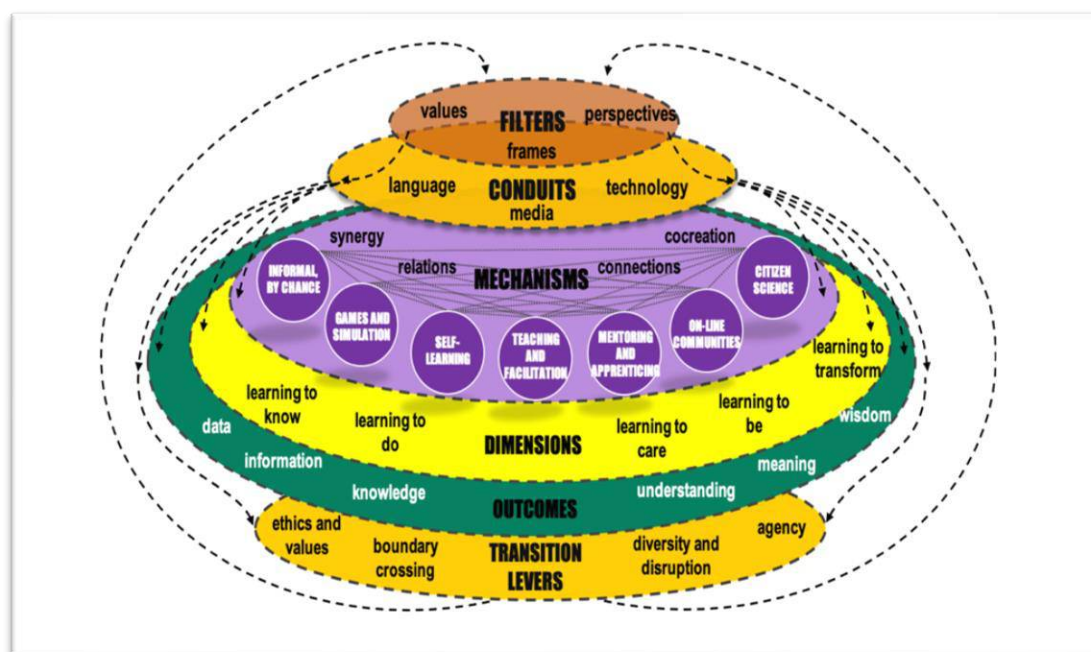 values
perspectives
FILTERS
frames
language
CONDUITS
technology
media
synergy
cocreation
relations
MECHANISMS
connections
INFORMAL,
BY CHANCE
GAMES AND
SIMULATION
SELF-
LEARNING
TEACHING
AND
FACILITATION
MENTORING
AND
APPRENTICING
ON-LINE
COMMUNITIES
CITIZEN
SCIENCE
learning to
know
learning to
do
DIMENSIONS
learning to
care
learning to
be
learning to
transform
data
information
knowledge
OUTCOMES
understanding
meaning
wisdom
ethics and
values
boundary
crossing
TRANSITION
LEVERS
diversity and
disruption
agency